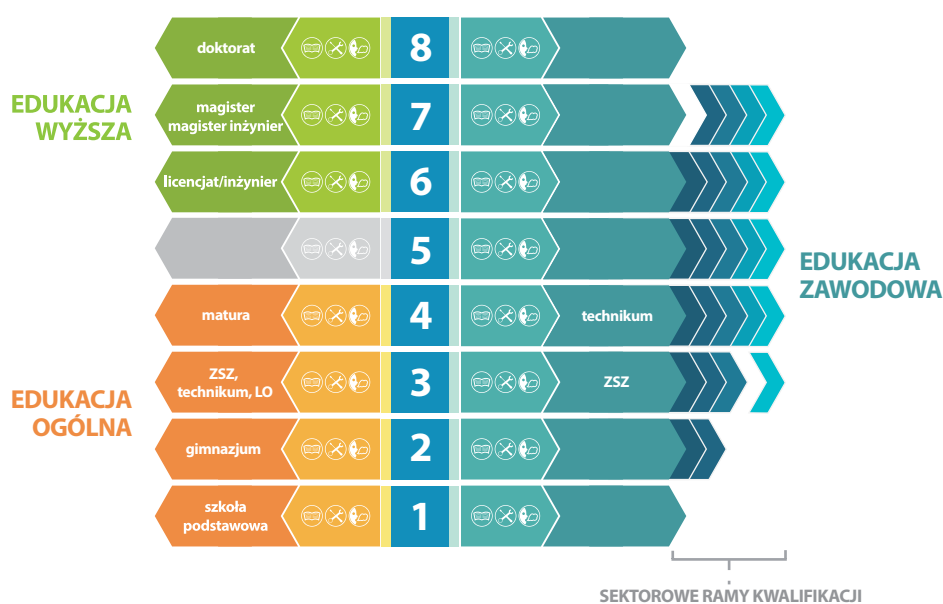 doktorat
8
EDUKACJA
WYŻSZA
magister
magister inżynier
7
licencjat/inżynier
6
5
EDUKACJA
ZAWODOWA
matura
4
technikum
EDUKACJA
OGÓLNA
ZSZ,
technikum, LO
3
ZSZ
gimnazjum
2
szkoła
podstawowa
1
SEKTOROWE RAMY KWALIFIKACJI